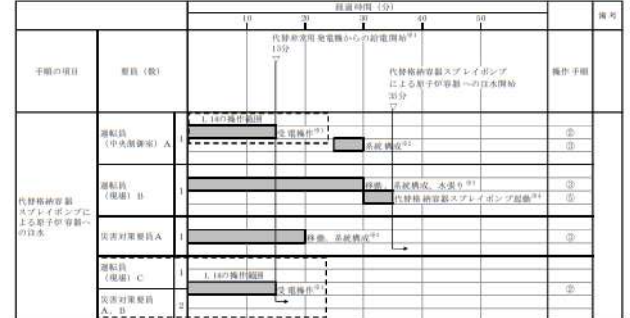 経過時間（分）
備考
10 20 30 40 50
手順の項目
要員（数）
操作手順
代替非常用発電機からの給電開始※1
15分
代替格納容器スプレイポンプ
による原子炉容器への注水開始
35分
代替格納容器
スプレイポンプに
よる原子炉容器へ
の注水
運転員
（中央制御室）A
1
1.14の操作範囲
受電操作※1
②
系統構成※2
③
運転員
（現場）B
1
移動、系統構成、水張り※3
③
代替格納容器スプレイポンプ起動※4
⑤
災害対策要員A
1
移動、系統構成※2
③
運転員
（現場）C
1
1.14の操作範囲
受電操作※1
②
災害対策要員
A、B
2